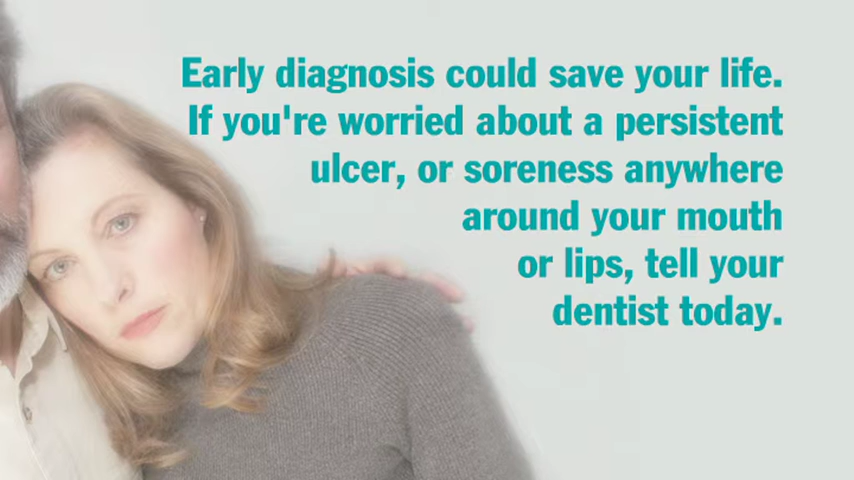 Early diagnosis could save your life.
If you're worried about a persistent
ulcer, or soreness anywhere
around your mouth
or lips, tell your
dentist today.